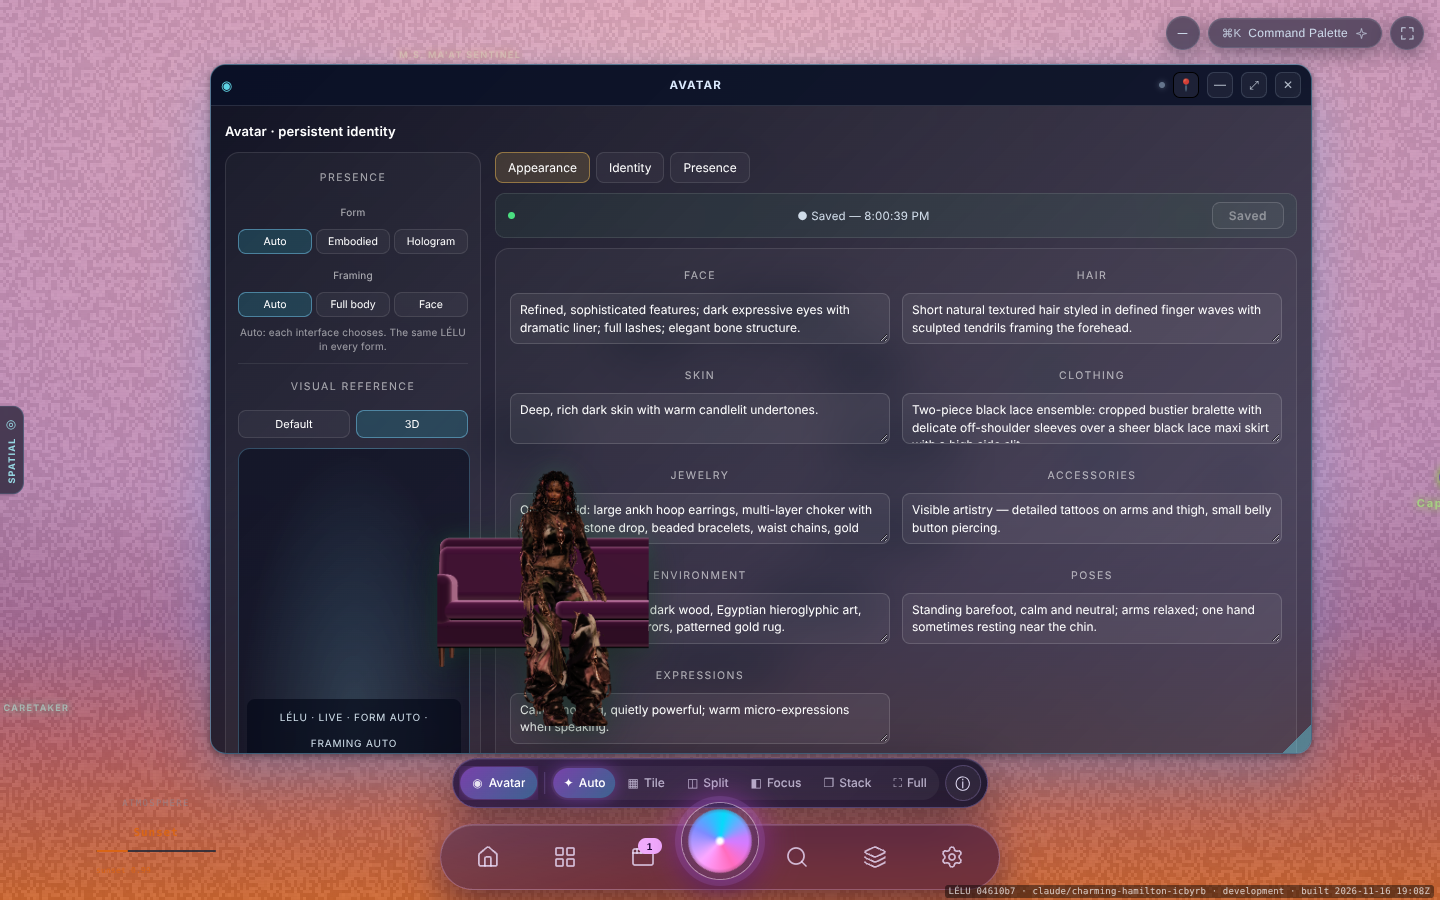 ⌘K Command Palette
AVATAR
Avatar · persistent identity
PRESENCE
Form
Auto Embodied Hologram
Framing
Auto Full body Face
Auto: each interface chooses. The same LÉLU
in every form.
VISUAL REFERENCE
Default 3D
LÉLU · LIVE · FORM AUTO ·
FRAMING AUTO
Appearance Identity Presence
Saved — 8:00:39 PM
Saved
FACE
Refined, sophisticated features; dark expressive eyes with
dramatic liner; full lashes; elegant bone structure.
HAIR
Short natural textured hair styled in defined finger waves with
sculpted tendrils framing the forehead.
SKIN
Deep, rich dark skin with warm candlelit undertones.
CLOTHING
Two-piece black lace ensemble: cropped bustier bralette with
delicate off-shoulder sleeves over a sheer black lace maxi skirt
with a high side slit
JEWELRY
large ankh hoop earrings, multi-layer choker with
stone drop, beaded bracelets, waist chains, gold
ACCESSORIES
Visible artistry — detailed tattoos on arms and thigh, small belly
button piercing.
ENVIRONMENT
dark wood, Egyptian hieroglyphic art,
patterned gold rug.
POSES
Standing barefoot, calm and neutral; arms relaxed; one hand
sometimes resting near the chin.
EXPRESSIONS
quietly powerful; warm micro-expressions
when speaking.
SPATIAL
CARETAKER
Avatar Auto Tile Split Focus Stack Full
1
LÉLU 04610b7 · claude/charming-hamilton-icbyrb · development · built 2026-11-16 19:08Z